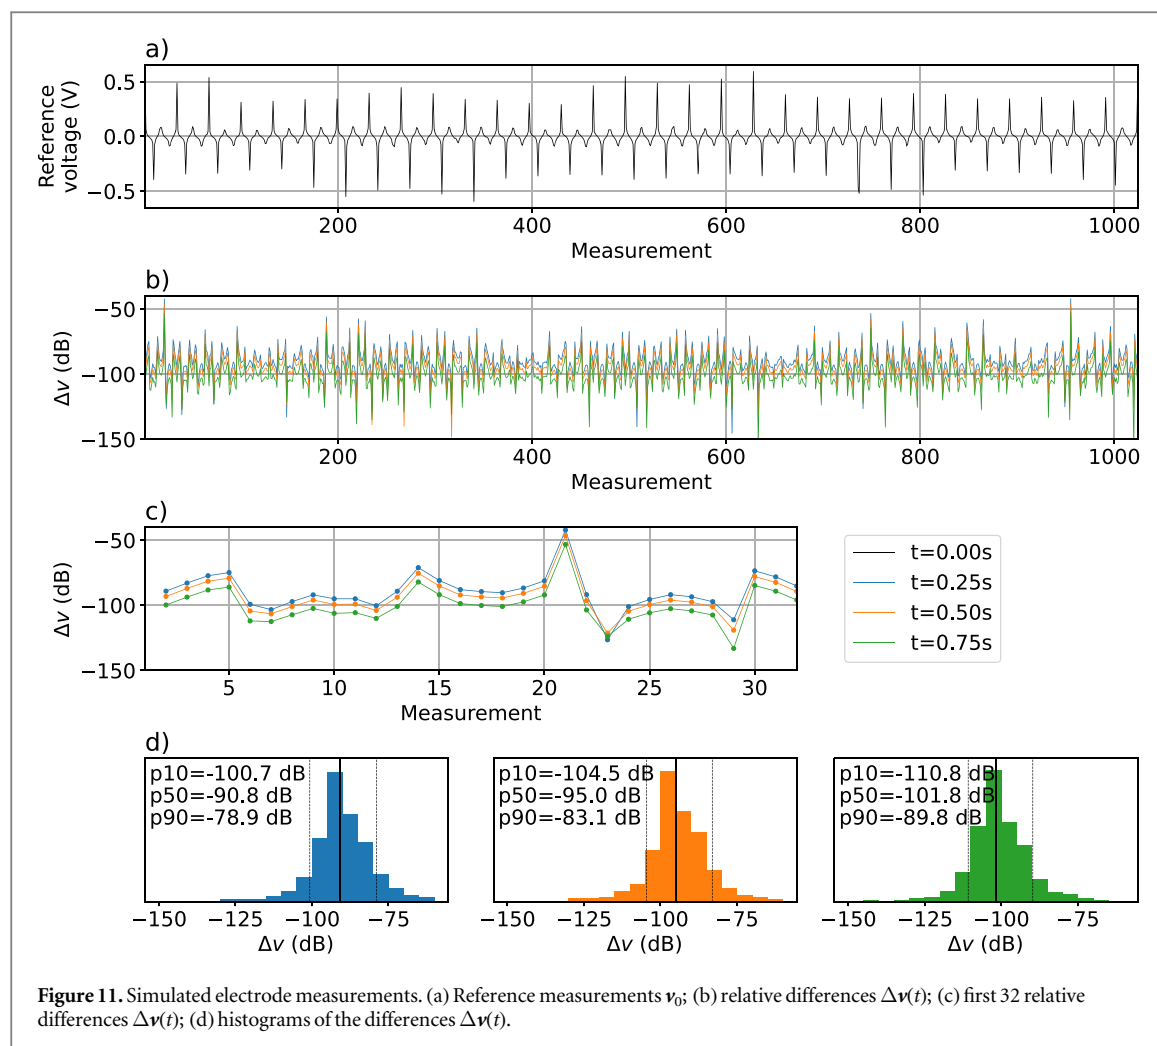 a)
Reference
voltage (V)
0.5
0.0
−0.5
200
400
600
800
1000
Measurement
b)
Δv (dB)
−50
−100
−150
200
400
600
800
1000
Measurement
c)
Δv (dB)
−50
−100
−150
5
10
15
20
25
30
Measurement
t=0.00s
t=0.25s
t=0.50s
t=0.75s
d)
p10=-100.7 dB
p50=-90.8 dB
p90=-78.9 dB
−150
−125
−100
−75
Δv (dB)
p10=-104.5 dB
p50=-95.0 dB
p90=-83.1 dB
−150
−125
−100
−75
Δv (dB)
p10=-110.8 dB
p50=-101.8 dB
p90=-89.8 dB
−150
−125
−100
−75
Δv (dB)
Figure 11. Simulated electrode measurements. (a) Reference measurements v₀; (b) relative differences Δv(t); (c) first 32 relative
differences Δv(t); (d) histograms of the differences Δv(t).